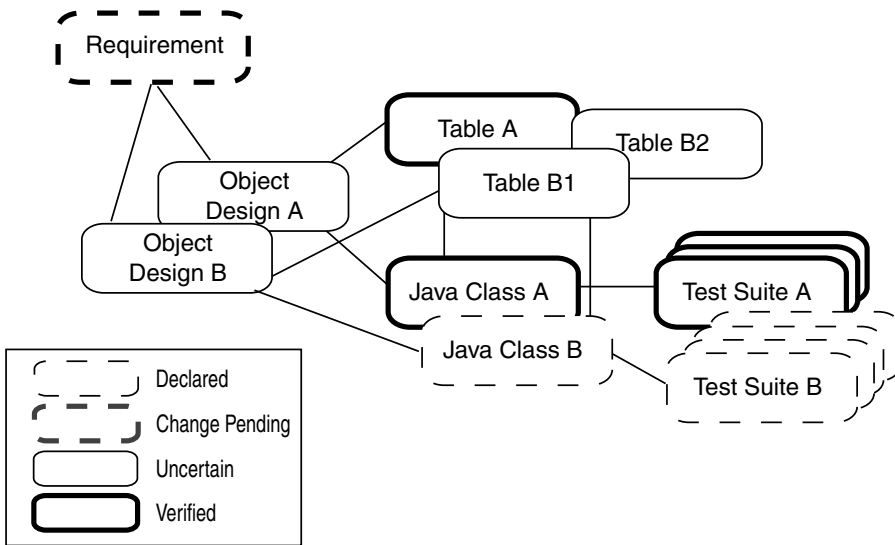 Requirement
Table A
Table B2
Object
Design A
Table B1
Object
Design B
Java Class A
Test Suite A
Java Class B
Test Suite B
Declared
Change Pending
Uncertain
Verified